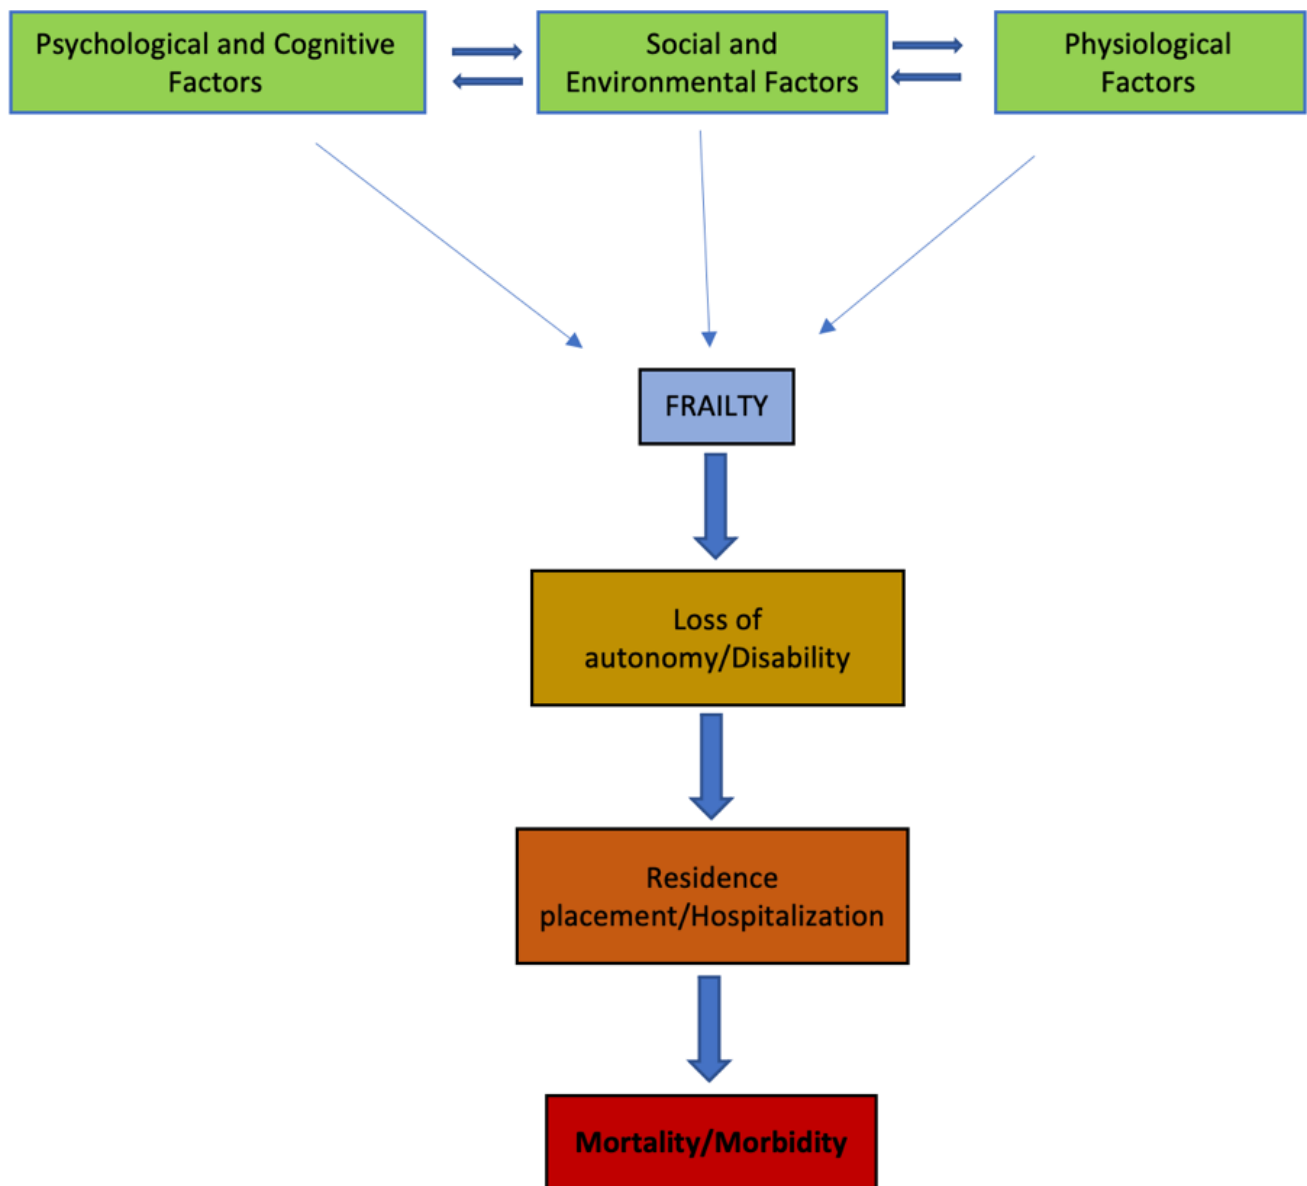 Psychological and Cognitive
Factors
Social and
Environmental Factors
Physiological
Factors
FRAILTY
Loss of
autonomy/Disability
Residence
placement/Hospitalization
Mortality/Morbidity